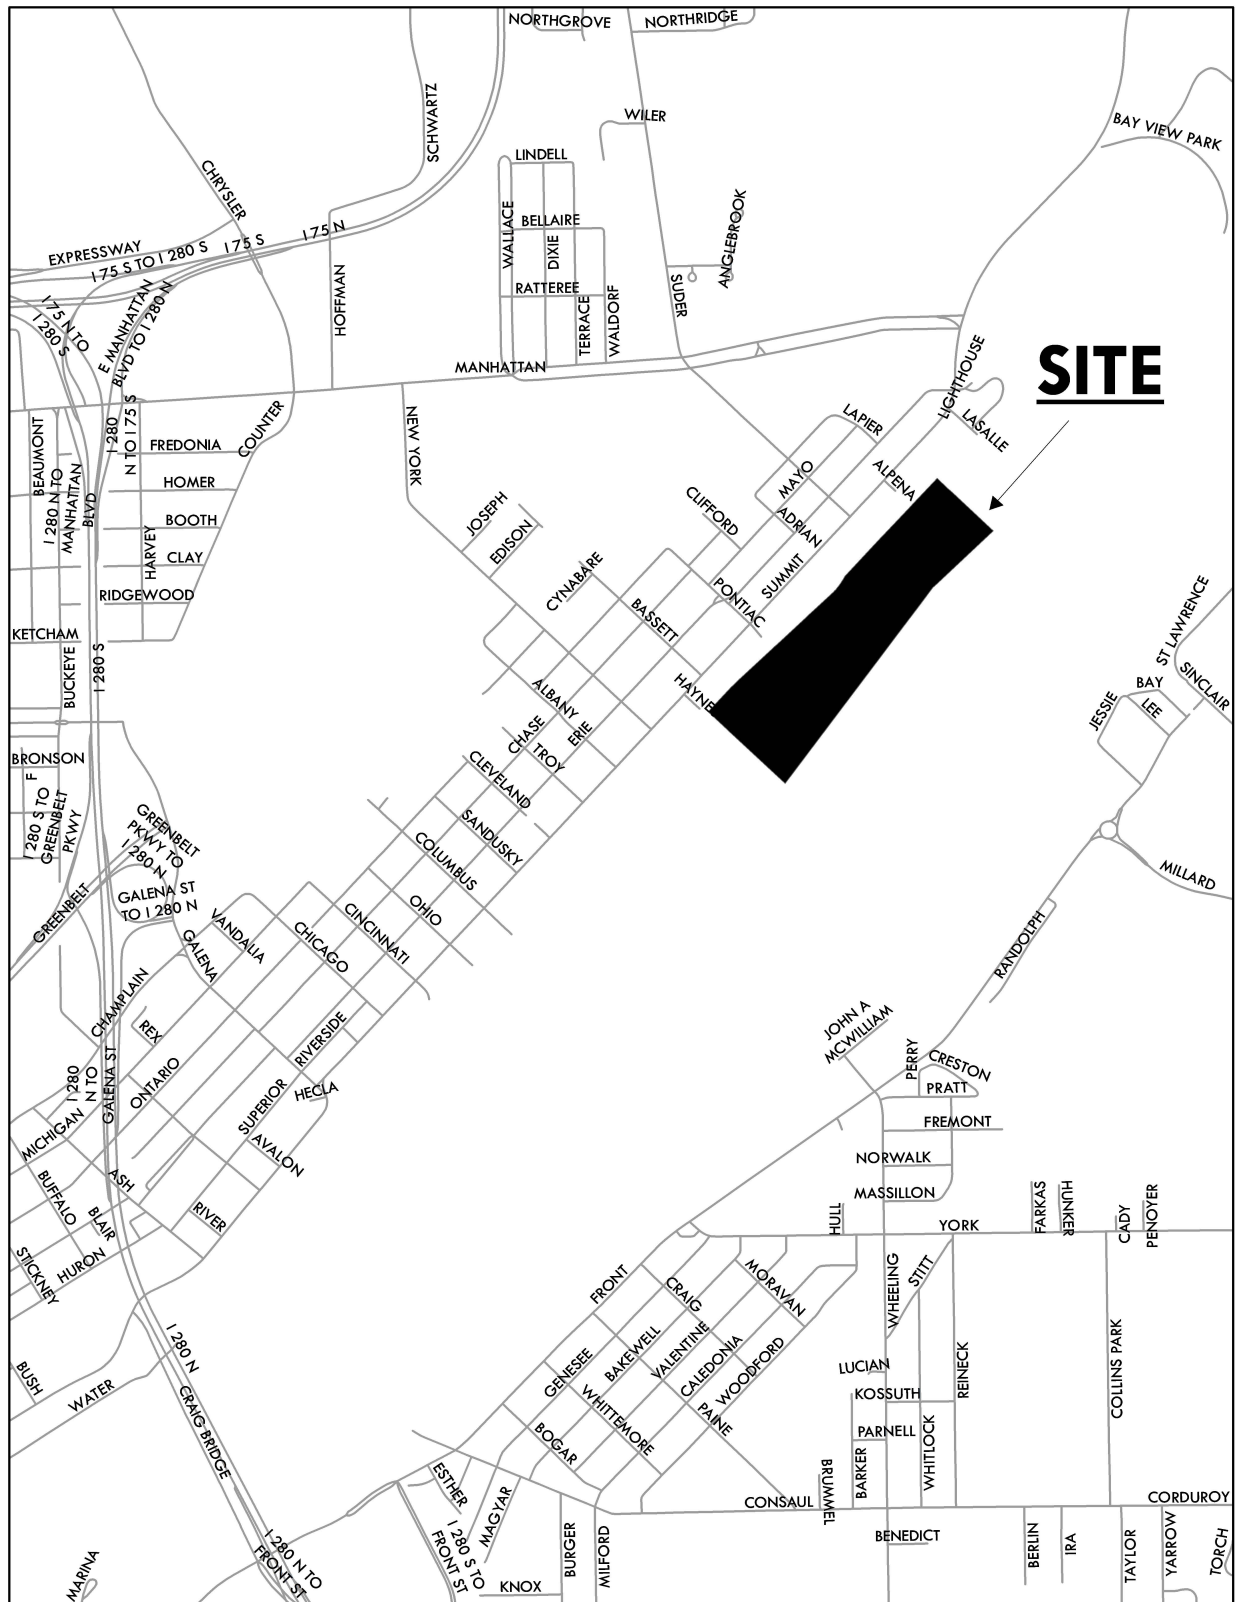 NORTHGROVE
NORTHRIDGE
SCHWARTZ
WILER
BAY VIEW PARK
LINDELL
CHRYSLER
WALLACE
BELLAIRE
DIXIE
ANGLEBROOK
EXPRESSWAY
I 75 S TO I 280 S
I 75 S
I 75 N
RATTEREE
SUDER
HOFFMAN
TERRACE
WALDORF
I 75 N TO
I 280 S
E MANHATTAN
BLVD TO I 280 N
MANHATTAN
LIGHTHOUSE
SITE
LAPIER
LASALLE
NEW YORK
COUNTER
BEAUMONT
I 280
N TO I 75 S
FREDONIA
I 280 N TO
MANHATTAN
BLVD
HOMER
MAYO
ALPENA
CLIFFORD
ADRIAN
JOSEPH
EDISON
BOOTH
HARVEY
CLAY
SUMMIT
CYNABARE
RIDGEWOOD
BASSETT
PONTIAC
KETCHAM
ST LAWRENCE
BUCKEYE
I 280 S
HAYNE
SINCLAIR
BAY
LEE
JESSIE
ALBANY
CHASE
ERIE
TROY
BRONSON
F
CLEVELAND
I 280 S TO
GREENBELT
PKWY
GREENBELT
PKWY TO
I 280 N
SANDUSKY
COLUMBUS
MILLARD
GALENA ST
TO I 280 N
GREENBELT
VANDALIA
OHIO
CINCINNATI
CHICAGO
GALENA
RANDOLPH
CHAMPLAIN
REX
RIVERSIDE
JOHN A
MCWILLIAM
PERRY
CRESTON
PRATT
I 280
N TO
GALENA ST
ONTARIO
SUPERIOR
HECLA
MICHIGAN
FREMONT
AVALON
NORWALK
ASH
BUFFALO
MASSILLON
BLAIR
RIVER
HULL
YORK
FARKAS
HUNKER
CADY
PENOYER
STICKNEY
HURON
FRONT
CRAIG
MORAVAN
WHEELING
STITT
I 280 N
BAKEWELL
VALENTINE
CALEDONIA
WOODFORD
GENESEE
LUCIAN
REINECK
COLLINS PARK
BUSH
WATER
CRAIG BRIDGE
WHITTEMORE
PAINE
KOSSUTH
BOGAR
PARNELL
WHITLOCK
BARKER
BRUMMEL
ESTHER
MAGYAR
CONSAUL
CORDUROY
BENEDICT
I 280 S TO
FRONT ST
BURGER
MILFORD
BERLIN
IRA
TAYLOR
YARROW
TORCH
I 280 N TO
FRONT ST
KNOX
MARINA